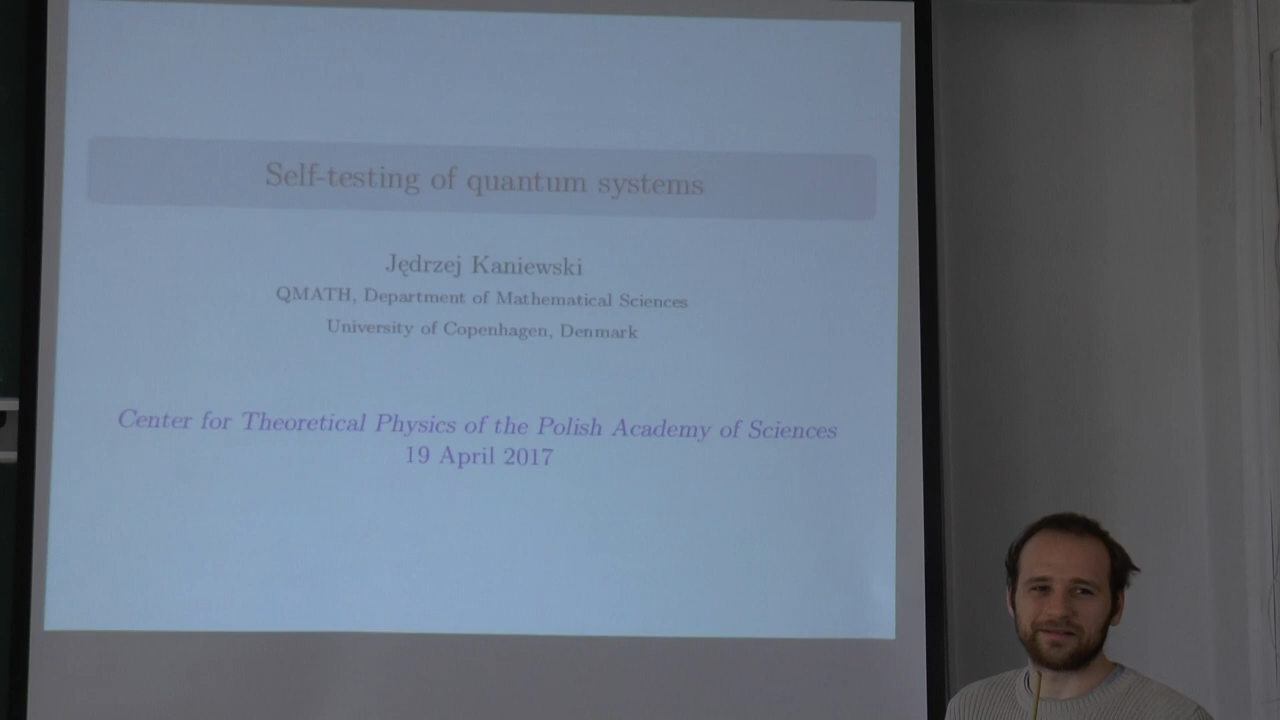 Self-testing of quantum systems
Jędrzej Kaniewski
QMATH, Department of Mathematical Sciences
University of Copenhagen, Denmark
Center for Theoretical Physics of the Polish Academy of Sciences
19 April 2017